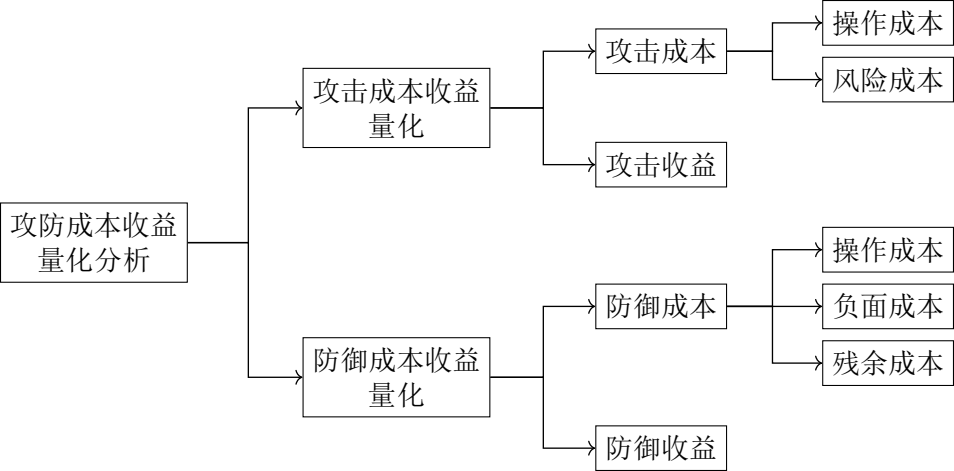 攻防成本收益
量化分析
攻击成本收益
量化
攻击成本
操作成本
风险成本
攻击收益
防御成本收益
量化
防御成本
操作成本
负面成本
残余成本
防御收益